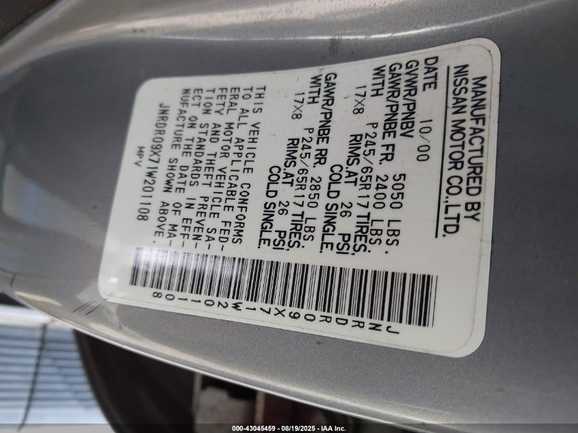 MANUFACTURED BY
NISSAN MOTOR CO.,LTD.
DATE 10/00
GVWR/PNBV 5050 LBS.
GAWR/PNBE FR. 2400 LBS.
WITH P245/65R17 TIRES,
17X8 RIMS,AT 26 PSI
COLD SINGLE.
GAWR/PNBE RR. 2850 LBS.
WITH P245/65R17 TIRES,
17X8 RIMS,AT 26 PSI
COLD SINGLE.
THIS VEHICLE CONFORMS
TO ALL APPLICABLE FED-
ERAL MOTOR VEHICLE SA-
FETY AND THEFT PREVEN-
TION STANDARDS IN EFF-
ECT ON THE DATE OF MA-
NUFACTURE SHOWN ABOVE.
JNRDR09X71W201108
MPV
JNRDR09X71W201108
000-43045459 - 08/19/2025 - IAA Inc.